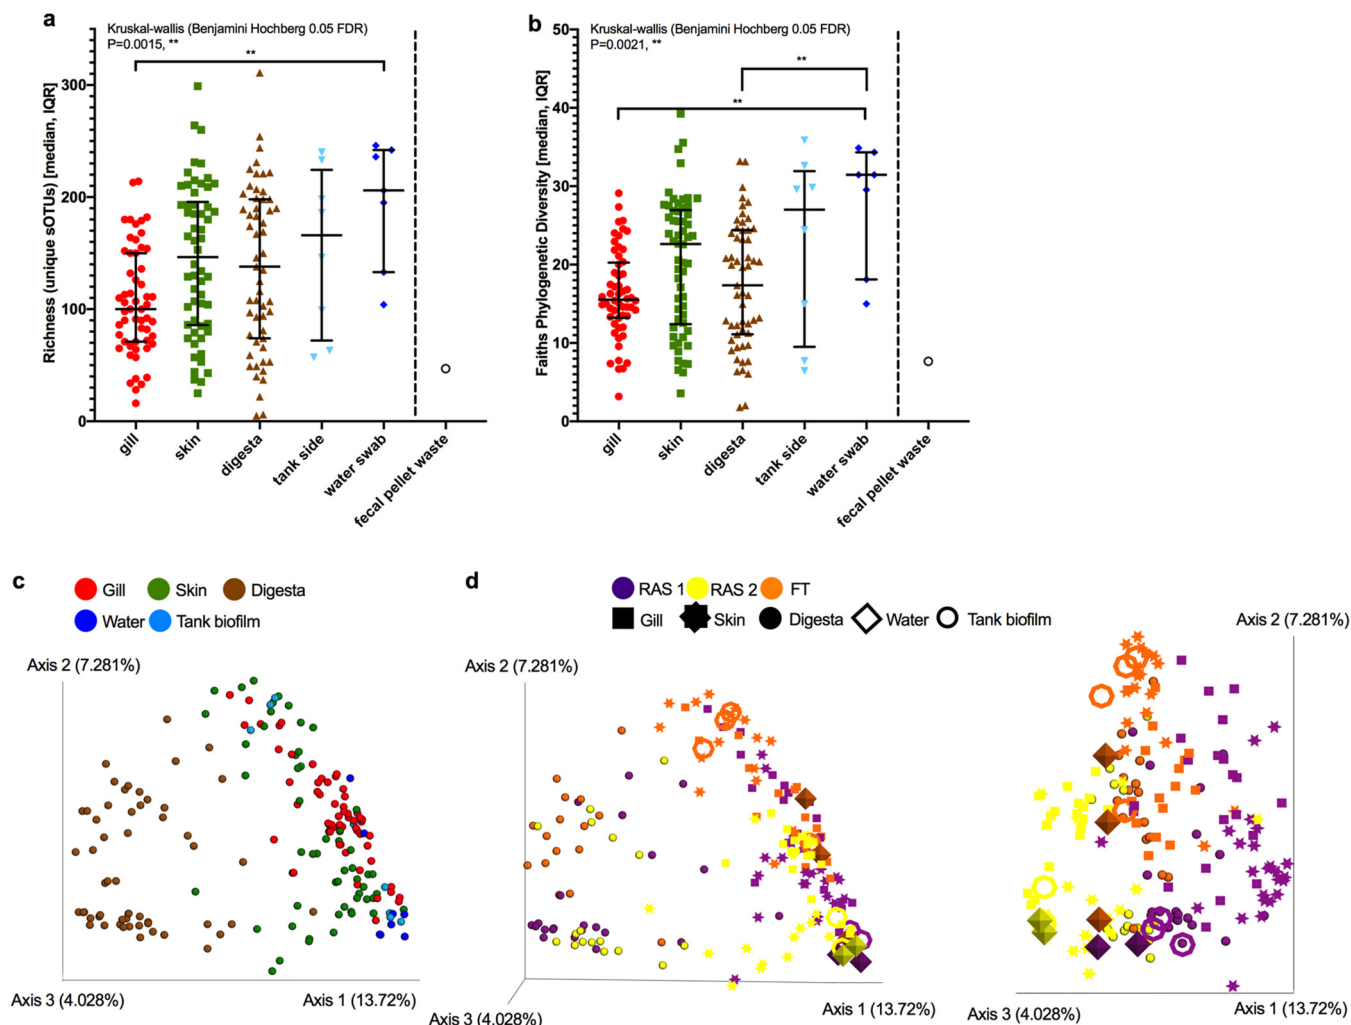 a
Kruskal-wallis (Benjamini Hochberg 0.05 FDR)
P=0.0015, **
**
Richness (unique sOTUs) [median, IQR]
300
200
100
0
gill
skin
digesta
tank side
water swab
fecal pellet waste
b
Kruskal-wallis (Benjamini Hochberg 0.05 FDR)
P=0.0021, **
**
**
Faiths Phylogenetic Diversity [median, IQR]
50
40
30
20
10
0
gill
skin
digesta
tank side
water swab
fecal pellet waste
c
Gill
Skin
Digesta
Water
Tank biofilm
Axis 2 (7.281%)
Axis 3 (4.028%)
Axis 1 (13.72%)
d
RAS 1
RAS 2
FT
Gill
Skin
Digesta
Water
Tank biofilm
Axis 2 (7.281%)
Axis 3 (4.028%)
Axis 1 (13.72%)
Axis 2 (7.281%)
Axis 3 (4.028%)
Axis 1 (13.72%)